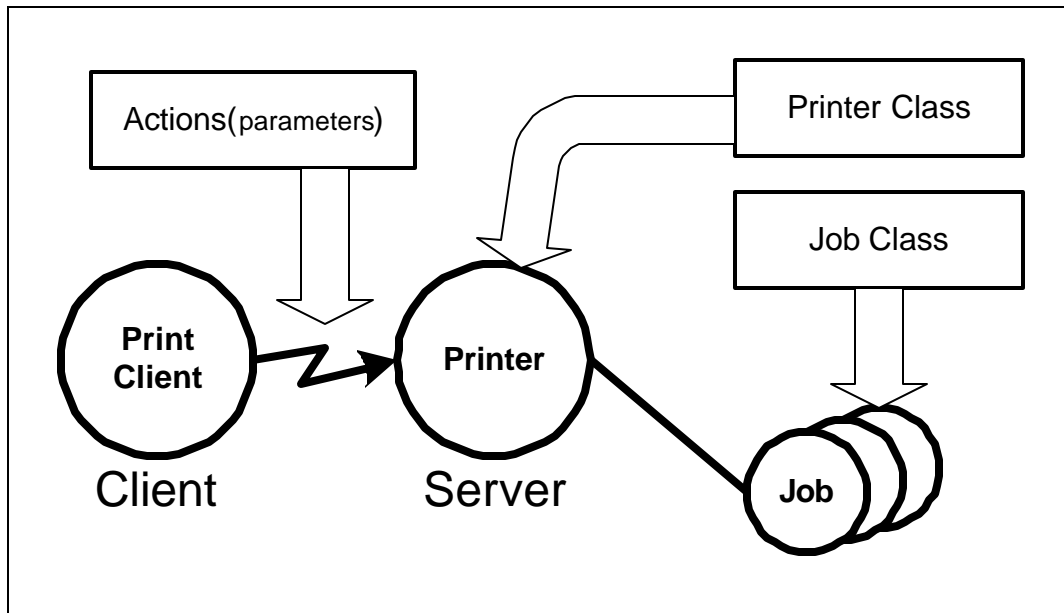 Actions(parameters)
Printer Class
Job Class
Print
Client
Printer
Client
Server
Job